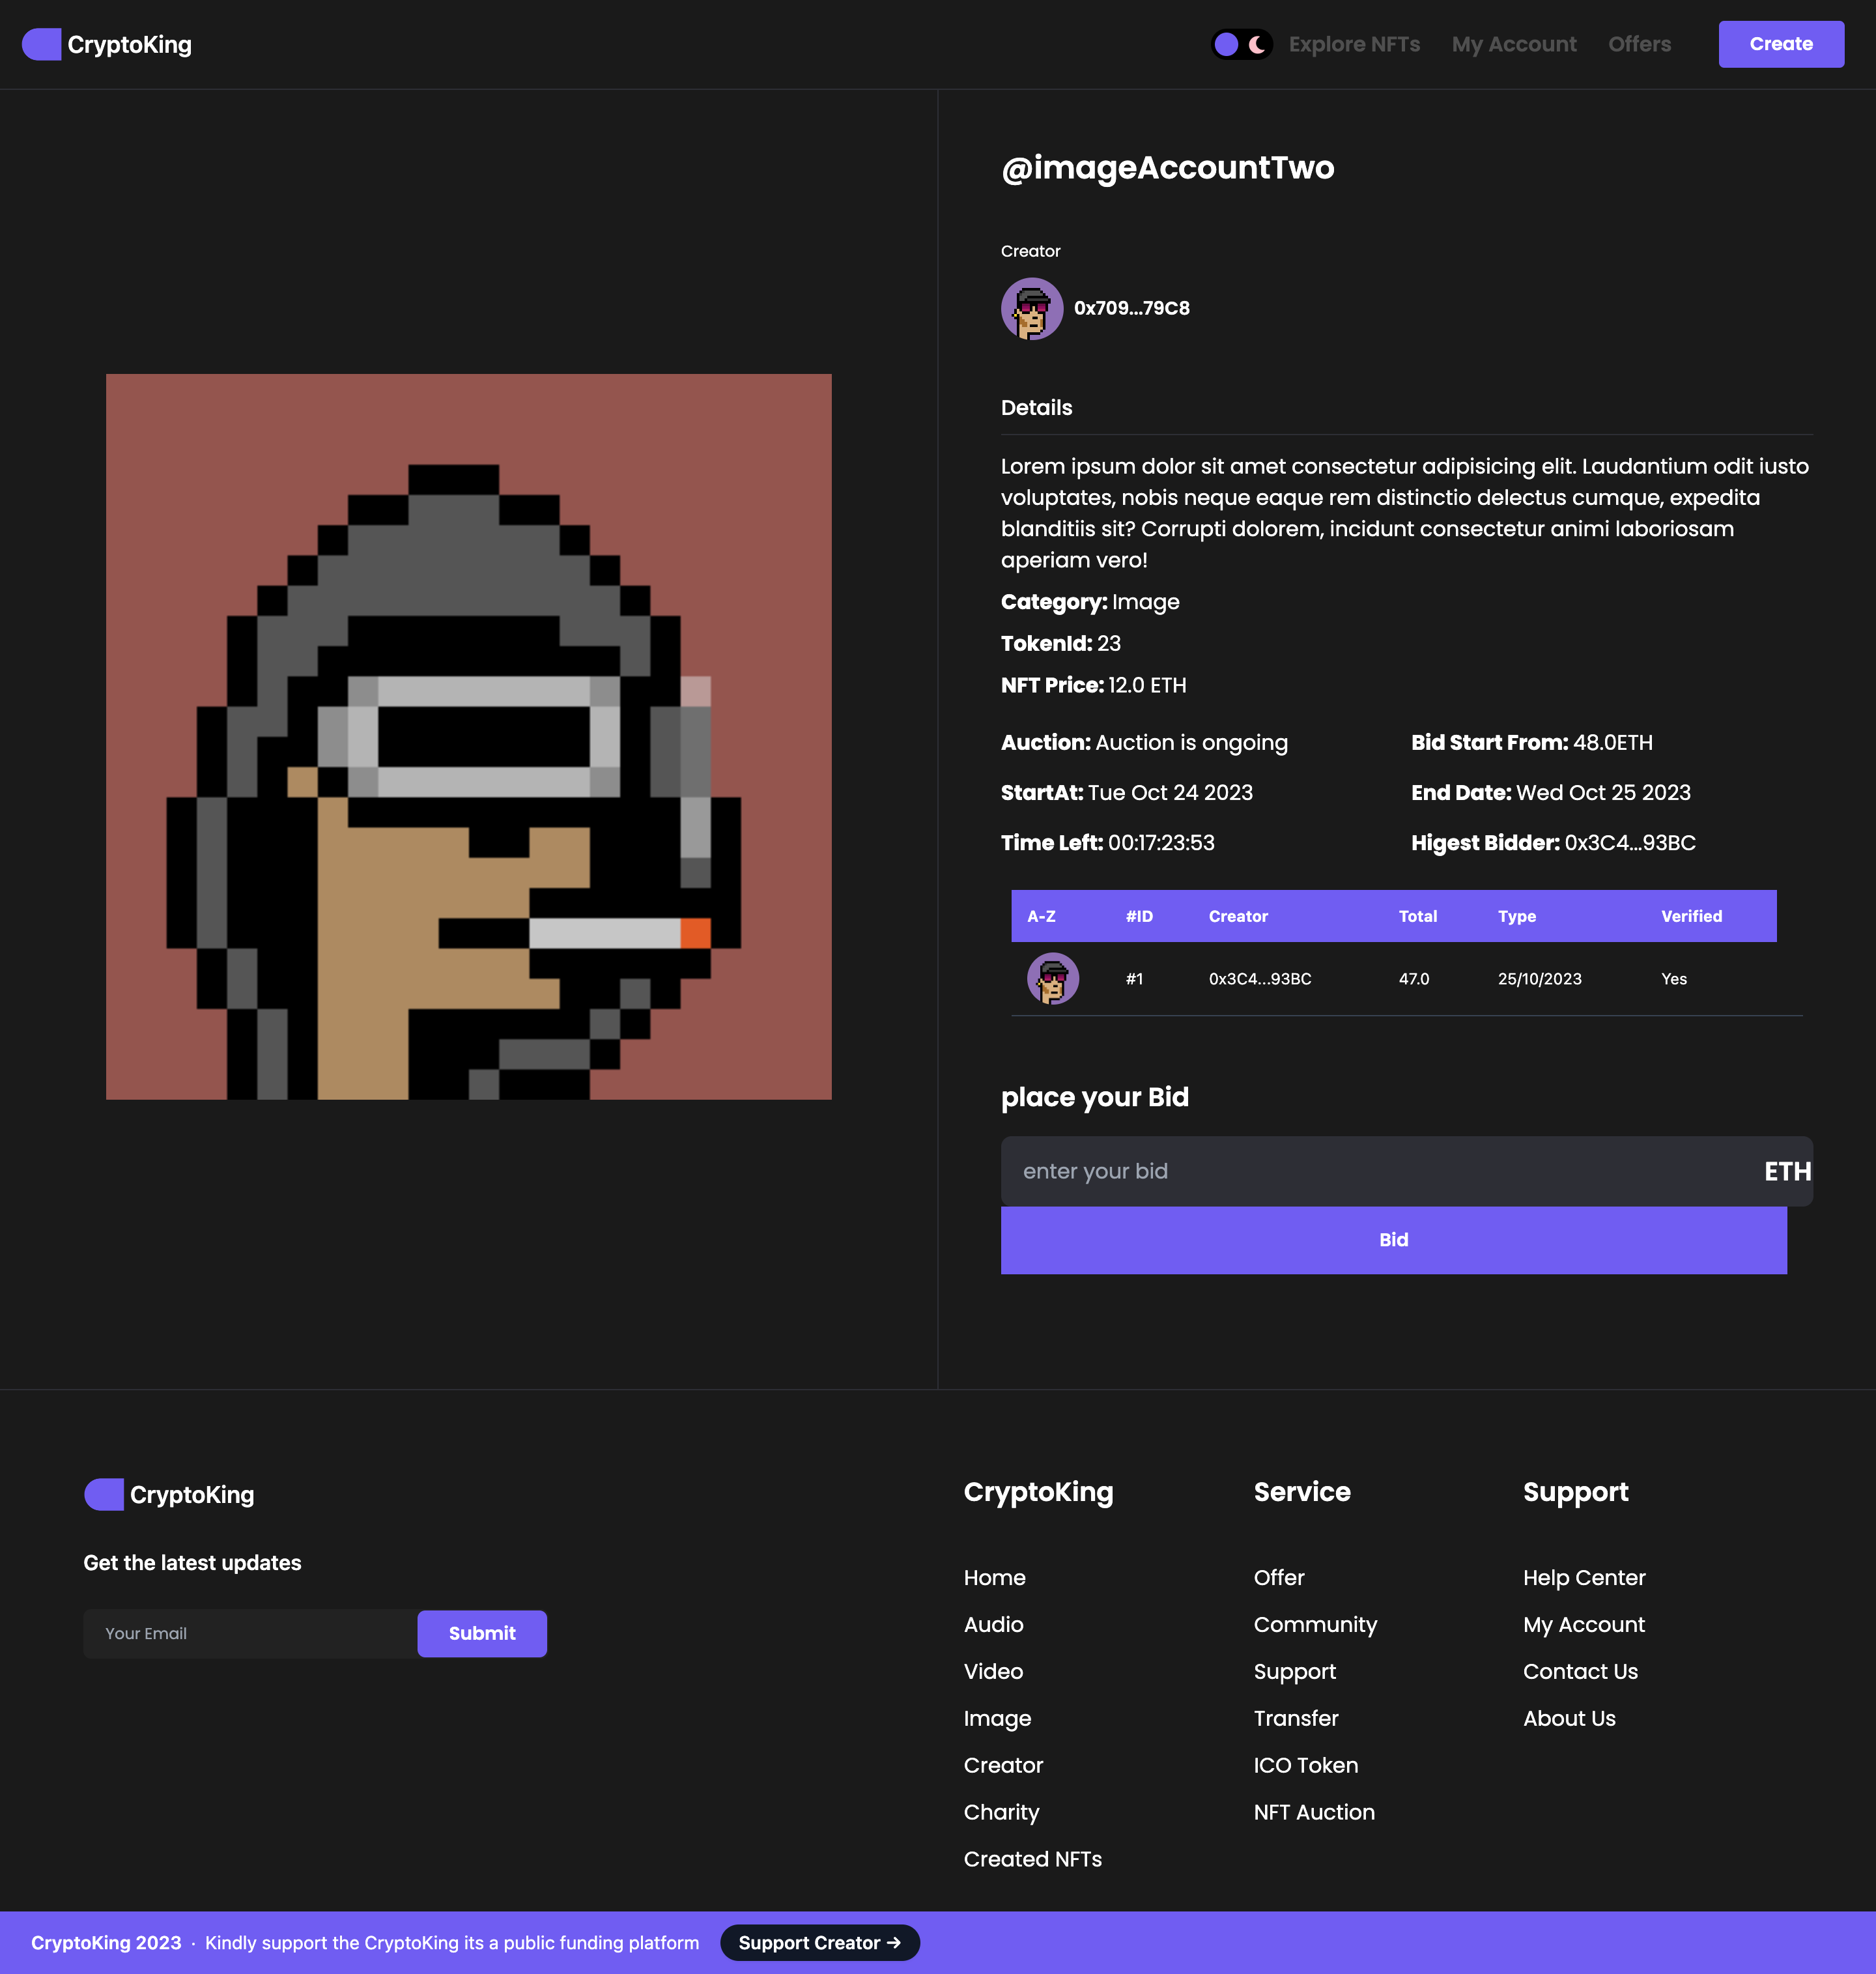 CryptoKing
Explore NFTs
My Account
Offers
Create
@imageAccountTwo
Creator
0x709...79C8
Details
Lorem ipsum dolor sit amet consectetur adipisicing elit. Laudantium odit iusto
voluptates, nobis neque eaque rem distinctio delectus cumque, expedita
blanditiis sit? Corrupti dolorem, incidunt consectetur animi laboriosam
aperiam vero!
Category: Image
TokenId: 23
NFT Price: 12.0 ETH
Auction: Auction is ongoing
Bid Start From: 48.0ETH
StartAt: Tue Oct 24 2023
End Date: Wed Oct 25 2023
Time Left: 00:17:23:53
Higest Bidder: 0x3C4...93BC
A-Z #ID Creator Total Type Verified
#1 0x3C4...93BC 47.0 25/10/2023 Yes
place your Bid
enter your bid ETH
Bid
CryptoKing
Get the latest updates
Your Email
Submit
CryptoKing
Home
Audio
Video
Image
Creator
Charity
Created NFTs
Service
Offer
Community
Support
Transfer
ICO Token
NFT Auction
Support
Help Center
My Account
Contact Us
About Us
CryptoKing 2023 · Kindly support the CryptoKing its a public funding platform
Support Creator →